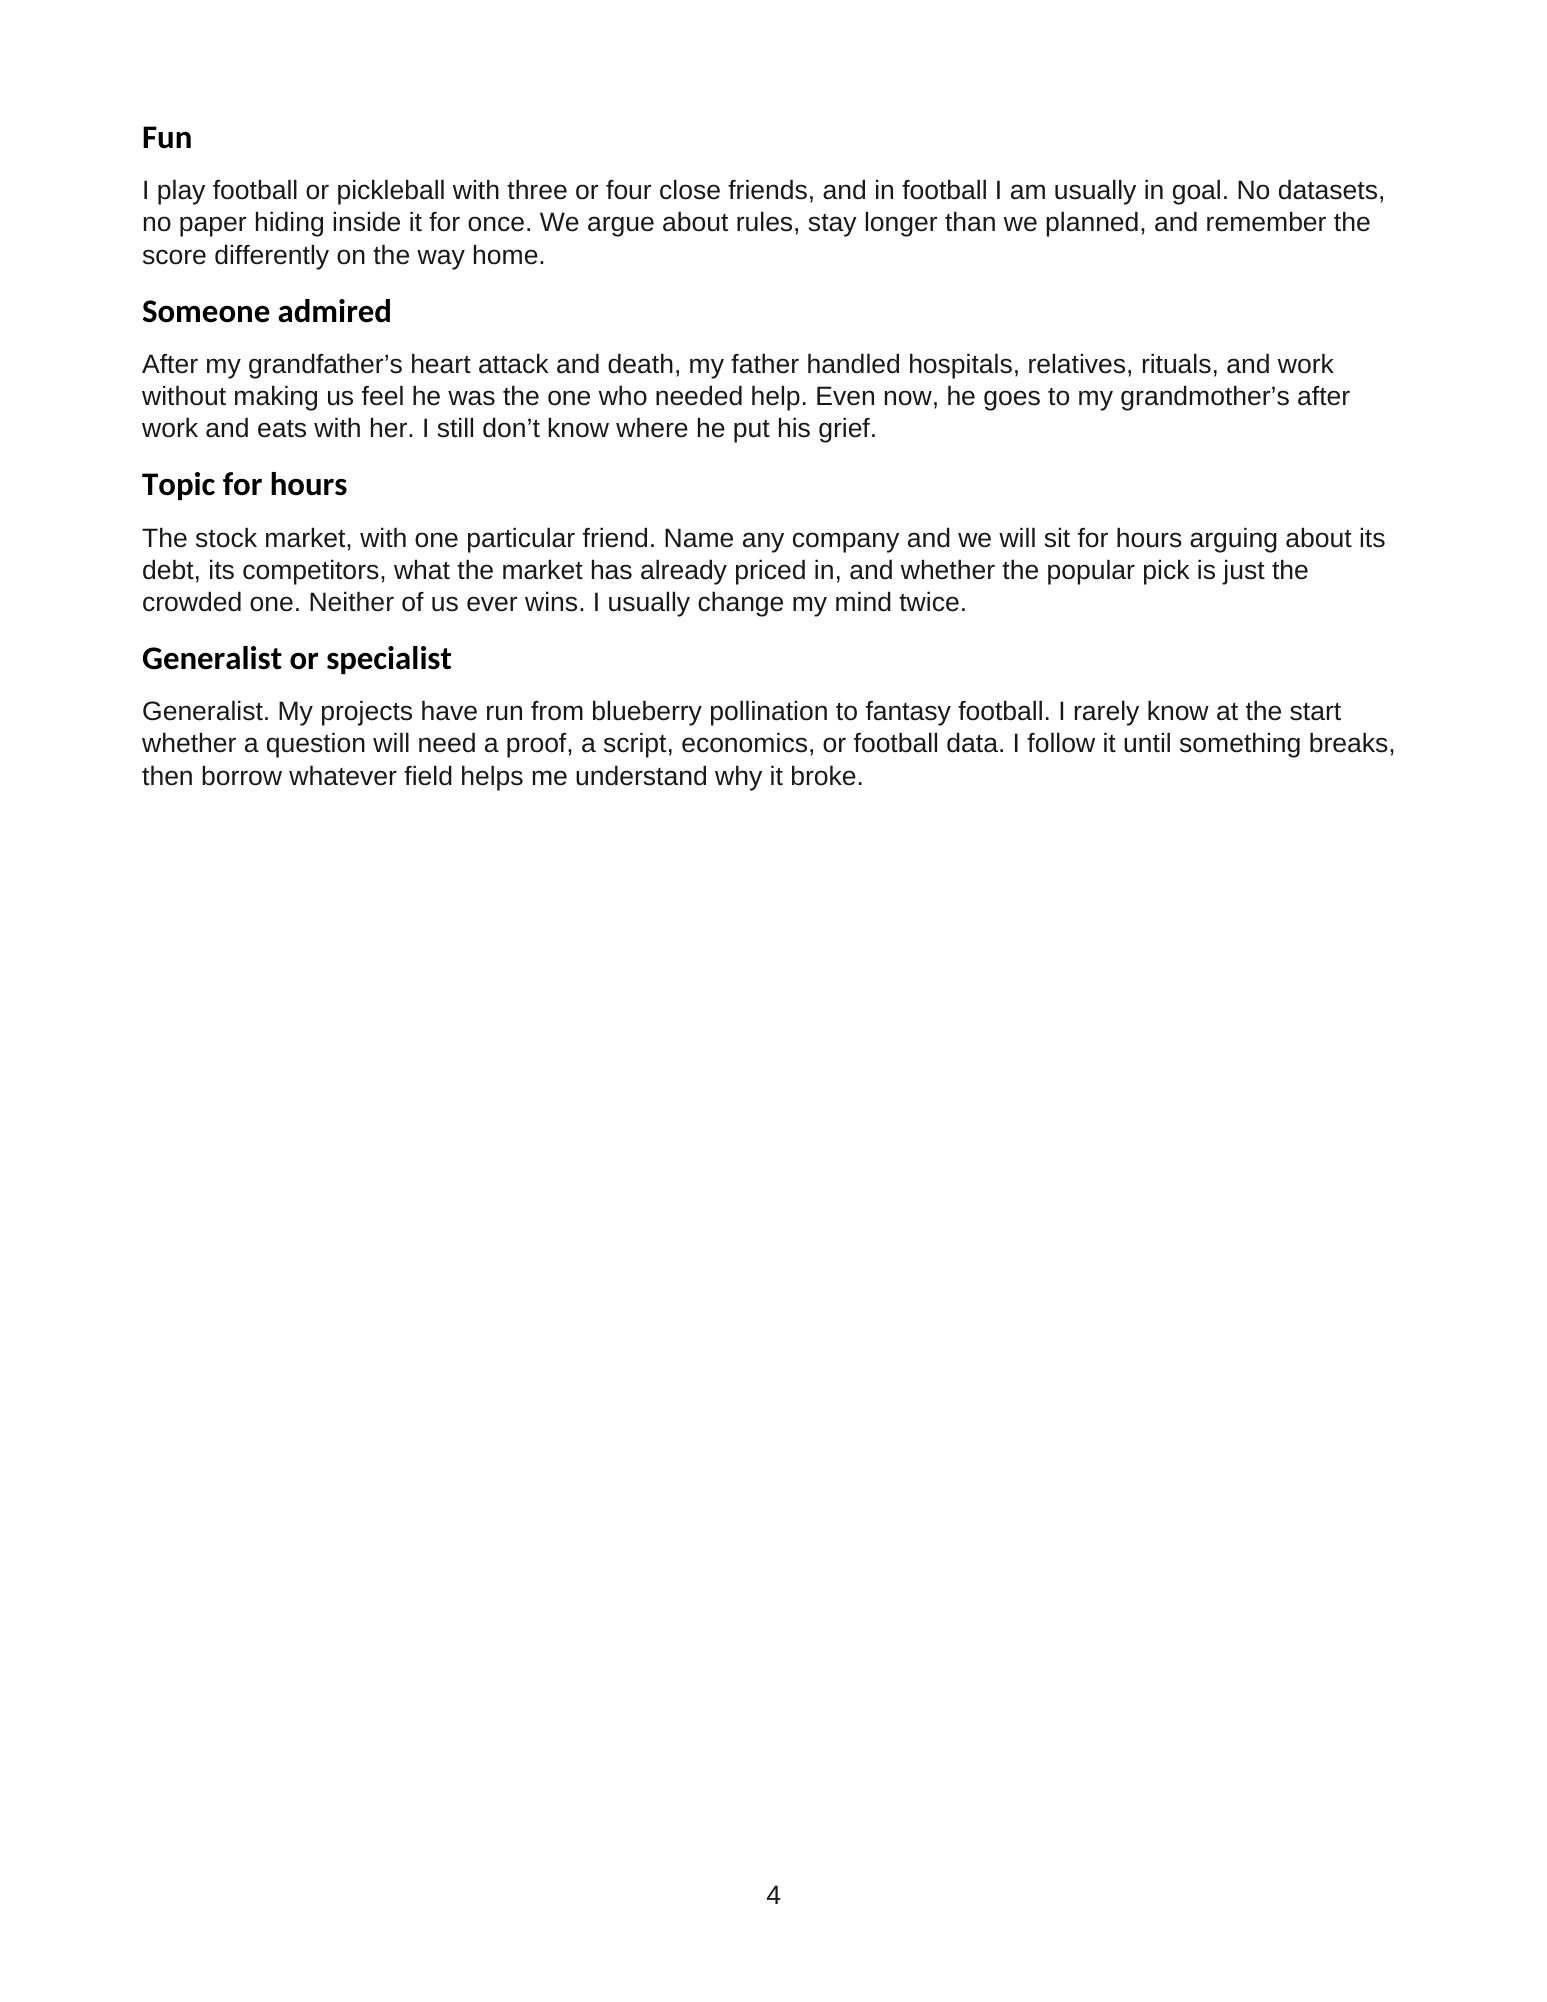 Fun
I play football or pickleball with three or four close friends, and in football I am usually in goal. No datasets,
no paper hiding inside it for once. We argue about rules, stay longer than we planned, and remember the
score differently on the way home.
Someone admired
After my grandfather’s heart attack and death, my father handled hospitals, relatives, rituals, and work
without making us feel he was the one who needed help. Even now, he goes to my grandmother’s after
work and eats with her. I still don’t know where he put his grief.
Topic for hours
The stock market, with one particular friend. Name any company and we will sit for hours arguing about its
debt, its competitors, what the market has already priced in, and whether the popular pick is just the
crowded one. Neither of us ever wins. I usually change my mind twice.
Generalist or specialist
Generalist. My projects have run from blueberry pollination to fantasy football. I rarely know at the start
whether a question will need a proof, a script, economics, or football data. I follow it until something breaks,
then borrow whatever field helps me understand why it broke.
4